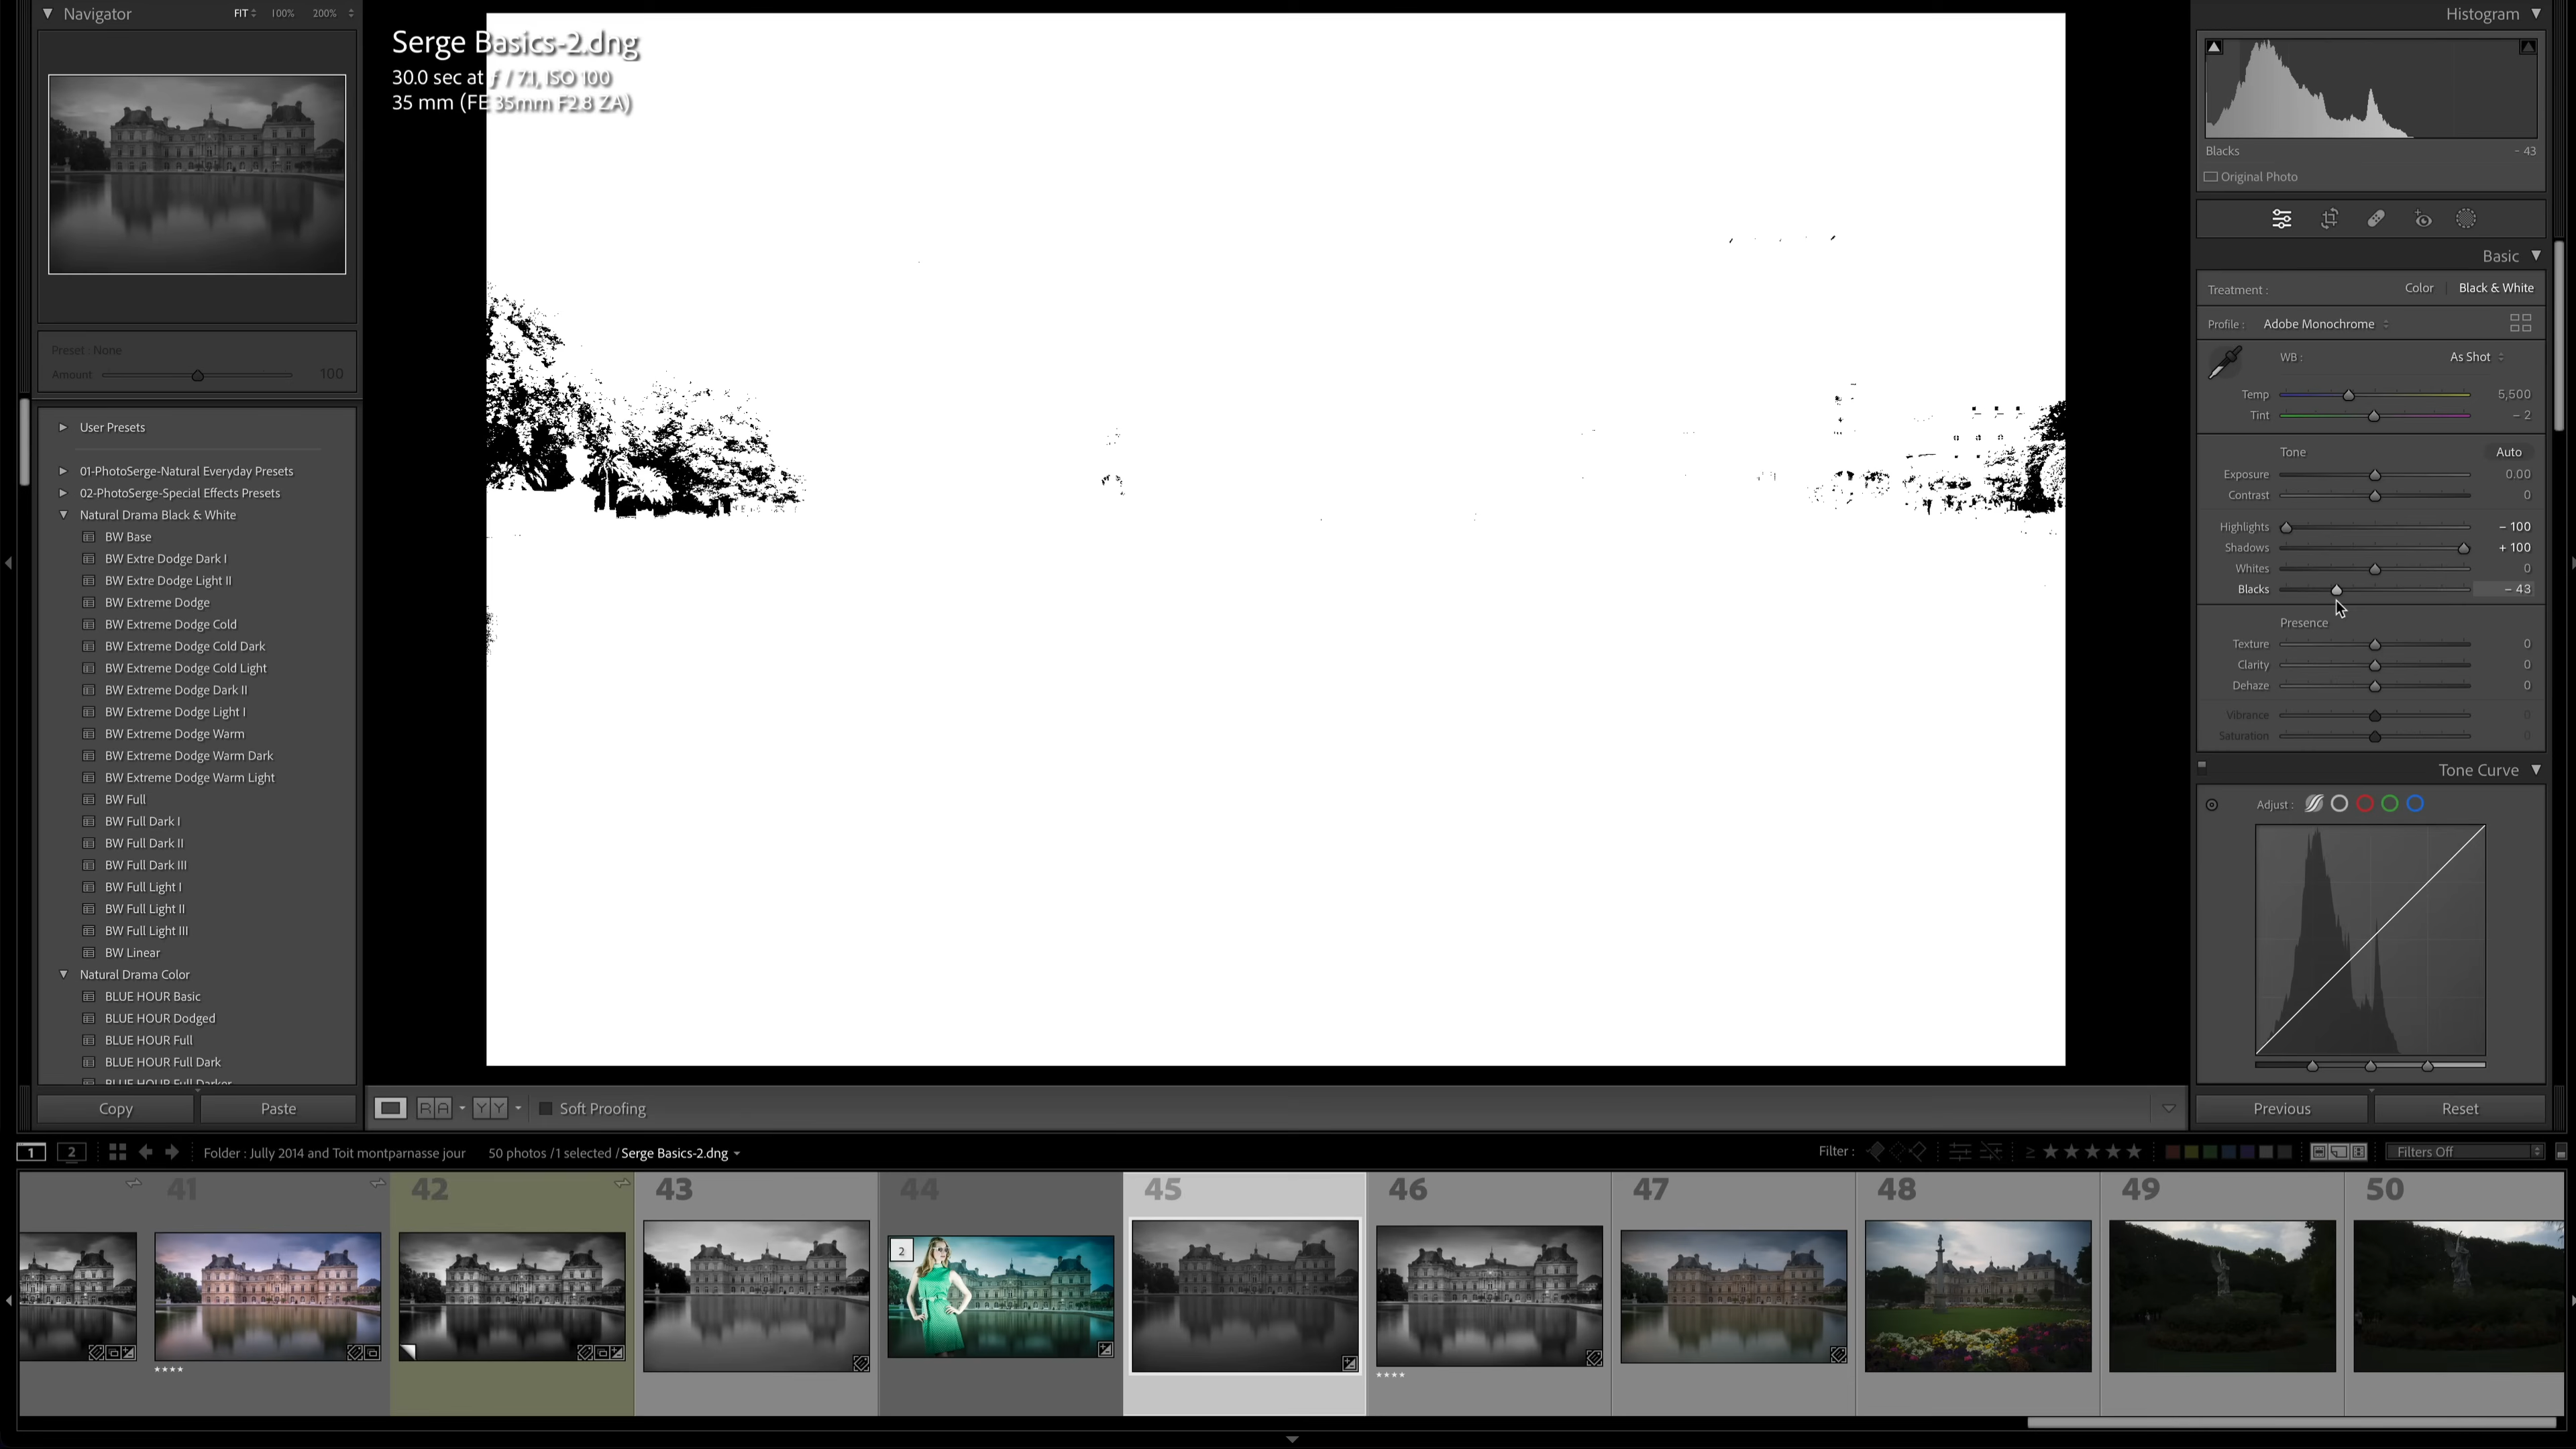 Navigator
FIT 100% 200%
Preset : None
Amount 100
User Presets
01-PhotoSerge-Natural Everyday Presets
02-PhotoSerge-Special Effects Presets
Natural Drama Black & White
BW Base
BW Extre Dodge Dark I
BW Extre Dodge Light II
BW Extreme Dodge
BW Extreme Dodge Cold
BW Extreme Dodge Cold Dark
BW Extreme Dodge Cold Light
BW Extreme Dodge Dark II
BW Extreme Dodge Light I
BW Extreme Dodge Warm
BW Extreme Dodge Warm Dark
BW Extreme Dodge Warm Light
BW Full
BW Full Dark I
BW Full Dark II
BW Full Dark III
BW Full Light I
BW Full Light II
BW Full Light III
BW Linear
Natural Drama Color
BLUE HOUR Basic
BLUE HOUR Dodged
BLUE HOUR Full
BLUE HOUR Full Dark
BLUE HOUR Full Darker
Copy Paste
Serge Basics-2.dng
30.0 sec at ƒ / 7.1, ISO 100
35 mm (FE 35mm F2.8 ZA)
RA YY Soft Proofing
Histogram
Blacks - 43
Original Photo
Basic
Treatment : Color Black & White
Profile : Adobe Monochrome
WB : As Shot
Temp 5,500
Tint - 2
Tone Auto
Exposure 0.00
Contrast 0
Highlights - 100
Shadows + 100
Whites 0
Blacks - 43
Presence
Texture 0
Clarity 0
Dehaze 0
Vibrance 0
Saturation 0
Tone Curve
Adjust :
Previous Reset
1 2 Folder : Jully 2014 and Toit montparnasse jour 50 photos /1 selected /Serge Basics-2.dng
Filter : ≥ ★★★★★ Filters Off
41 42 43 44 45 46 47 48 49 50
2